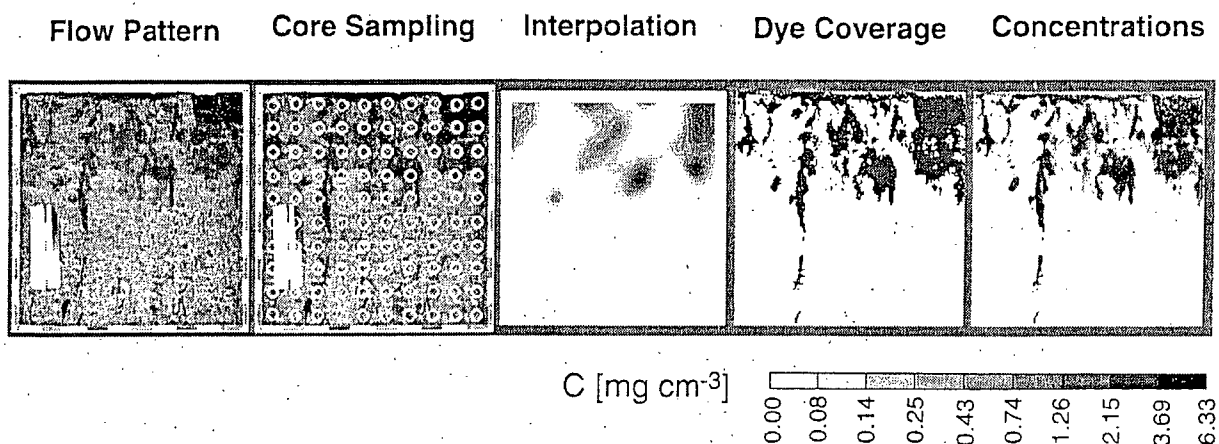 Flow Pattern Core Sampling Interpolation Dye Coverage Concentrations
C [mg cm-3]
0.00 0.08 0.14 0.25 0.43 0.74 1.26 2.15 3.69 6.33